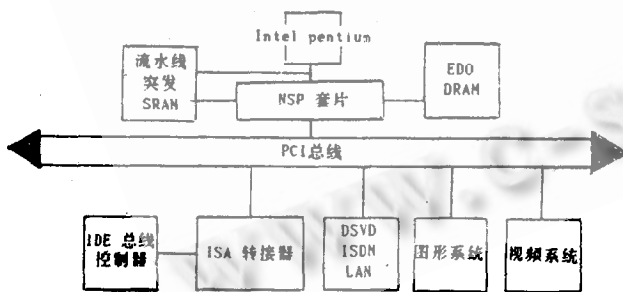 Intel pentium
流水线
突发
SRAM
NSP 套片
EDO
DRAM
PCI总线
IDE 总线
控制器
ISA 转接器
DSVD
ISDN
LAN
图形系统
视频系统